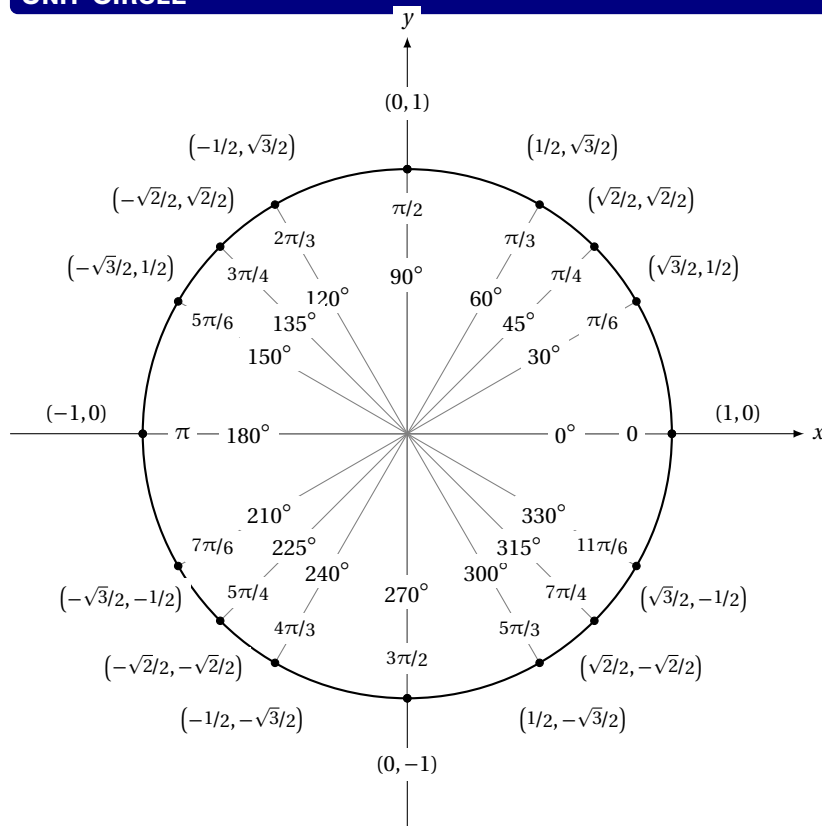 UNIT CIRCLE
y
(0, 1)
(−1/2, √3/2)
(1/2, √3/2)
(−√2/2, √2/2)
(√2/2, √2/2)
π/2
2π/3
π/3
(−√3/2, 1/2)
(√3/2, 1/2)
3π/4
90°
π/4
120°
60°
5π/6
135°
45°
π/6
150°
30°
(−1, 0)
(1, 0)
π
180°
0°
0
x
210°
330°
7π/6
225°
315°
11π/6
240°
300°
(−√3/2, −1/2)
(√3/2, −1/2)
5π/4
270°
7π/4
4π/3
5π/3
3π/2
(−√2/2, −√2/2)
(√2/2, −√2/2)
(−1/2, −√3/2)
(1/2, −√3/2)
(0, −1)